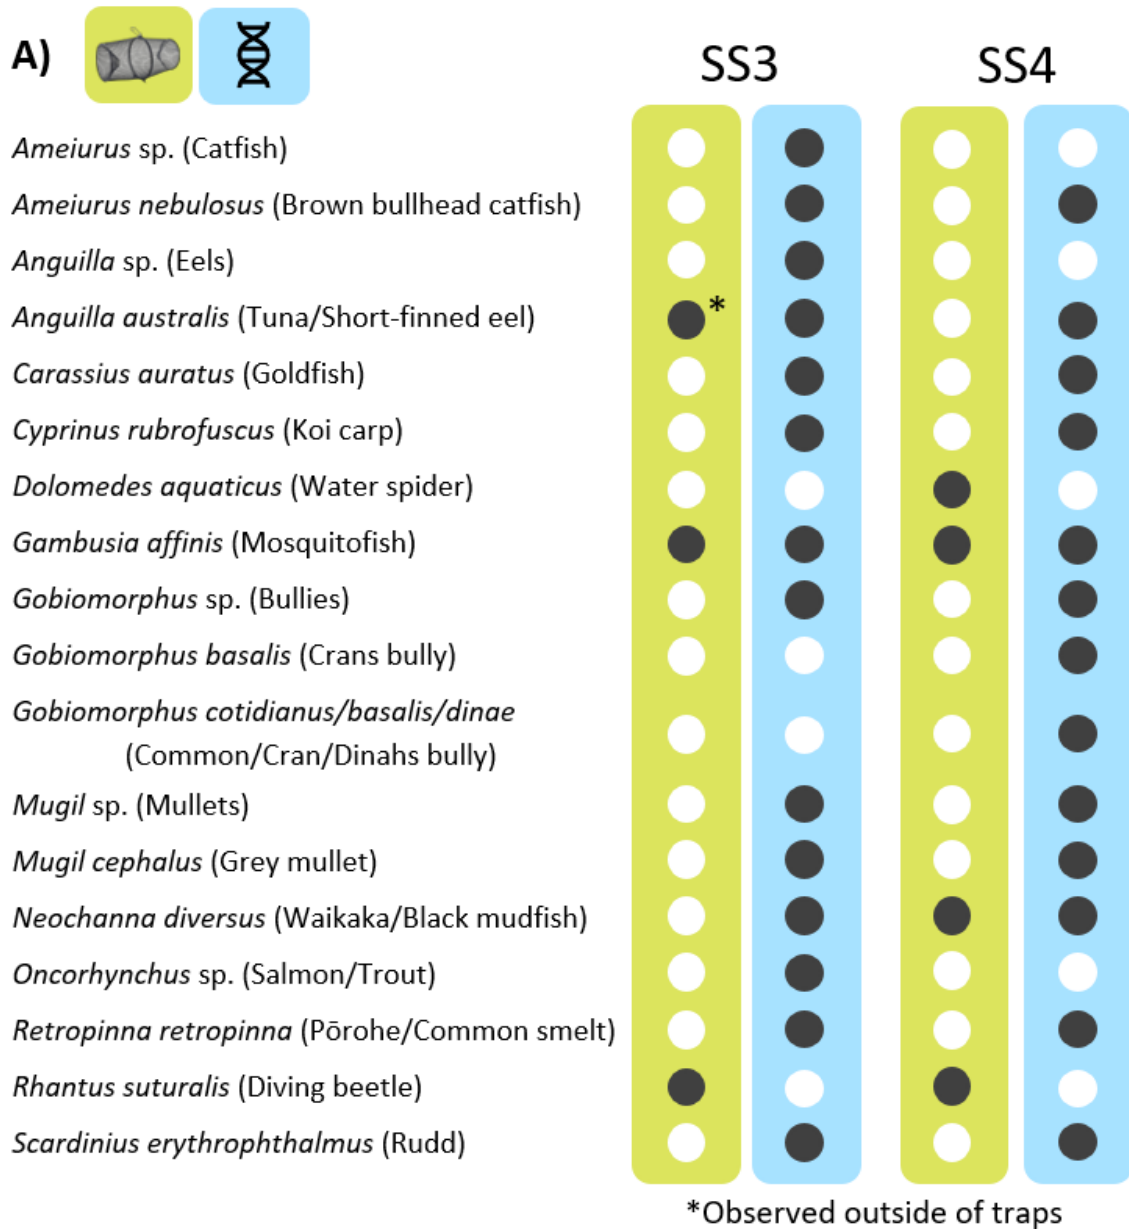 A)
SS3 SS4
Ameiurus sp. (Catfish)
Ameiurus nebulosus (Brown bullhead catfish)
Anguilla sp. (Eels)
Anguilla australis (Tuna/Short-finned eel) *
Carassius auratus (Goldfish)
Cyprinus rubrofuscus (Koi carp)
Dolomedes aquaticus (Water spider)
Gambusia affinis (Mosquitofish)
Gobiomorphus sp. (Bullies)
Gobiomorphus basalis (Crans bully)
Gobiomorphus cotidianus/basalis/dinae
(Common/Cran/Dinahs bully)
Mugil sp. (Mullets)
Mugil cephalus (Grey mullet)
Neochanna diversus (Waikaka/Black mudfish)
Oncorhynchus sp. (Salmon/Trout)
Retropinna retropinna (Pōrohe/Common smelt)
Rhantus suturalis (Diving beetle)
Scardinius erythrophthalmus (Rudd)
*Observed outside of traps